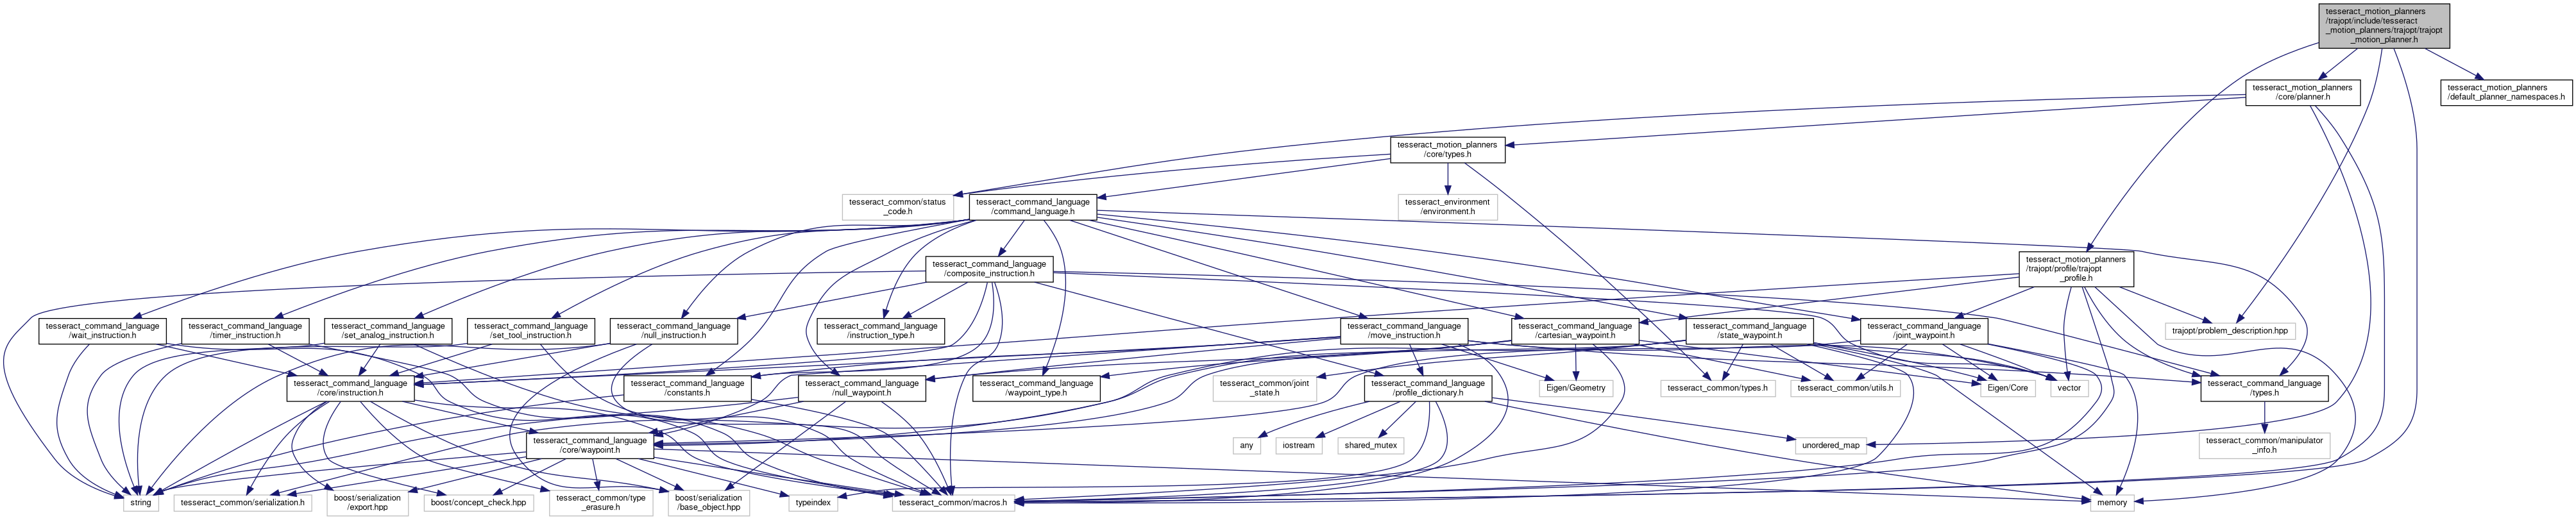 tesseract_motion_planners
/trajopt/include/tesseract
_motion_planners/trajopt/trajopt
_motion_planner.h
tesseract_motion_planners
/core/planner.h
tesseract_motion_planners
/default_planner_namespaces.h
tesseract_motion_planners
/core/types.h
tesseract_common/status
_code.h
tesseract_command_language
/command_language.h
tesseract_environment
/environment.h
tesseract_command_language
/composite_instruction.h
tesseract_motion_planners
/trajopt/profile/trajopt
_profile.h
tesseract_command_language
/wait_instruction.h
tesseract_command_language
/timer_instruction.h
tesseract_command_language
/set_analog_instruction.h
tesseract_command_language
/set_tool_instruction.h
tesseract_command_language
/null_instruction.h
tesseract_command_language
/instruction_type.h
tesseract_command_language
/move_instruction.h
tesseract_command_language
/cartesian_waypoint.h
tesseract_command_language
/state_waypoint.h
tesseract_command_language
/joint_waypoint.h
trajopt/problem_description.hpp
tesseract_command_language
/core/instruction.h
tesseract_command_language
/constants.h
tesseract_command_language
/null_waypoint.h
tesseract_command_language
/waypoint_type.h
tesseract_common/joint
_state.h
tesseract_command_language
/profile_dictionary.h
Eigen/Geometry
tesseract_common/types.h
tesseract_common/utils.h
Eigen/Core
vector
tesseract_command_language
/types.h
tesseract_command_language
/core/waypoint.h
any
iostream
shared_mutex
unordered_map
tesseract_common/manipulator
_info.h
string
tesseract_common/serialization.h
boost/serialization
/export.hpp
boost/concept_check.hpp
tesseract_common/type
_erasure.h
boost/serialization
/base_object.hpp
typeindex
tesseract_common/macros.h
memory